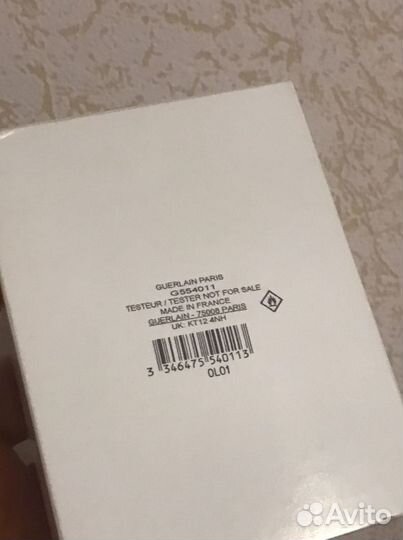 GUERLAIN PARIS
G554011
TESTEUR / TESTER NOT FOR SALE
MADE IN FRANCE
GUERLAIN - 75008 PARIS
UK: KT12 4NH
3 346475 540113
0L01
Avito